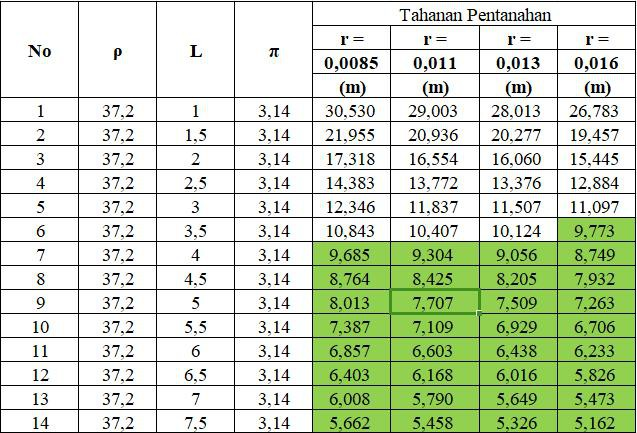 Tahanan Pentanahan
No ρ L π r = 0,0085 (m) r = 0,011 (m) r = 0,013 (m) r = 0,016 (m)
1 37,2 1 3,14 30,530 29,003 28,013 26,783
2 37,2 1,5 3,14 21,955 20,936 20,277 19,457
3 37,2 2 3,14 17,318 16,554 16,060 15,445
4 37,2 2,5 3,14 14,383 13,772 13,376 12,884
5 37,2 3 3,14 12,346 11,837 11,507 11,097
6 37,2 3,5 3,14 10,843 10,407 10,124 9,773
7 37,2 4 3,14 9,685 9,304 9,056 8,749
8 37,2 4,5 3,14 8,764 8,425 8,205 7,932
9 37,2 5 3,14 8,013 7,707 7,509 7,263
10 37,2 5,5 3,14 7,387 7,109 6,929 6,706
11 37,2 6 3,14 6,857 6,603 6,438 6,233
12 37,2 6,5 3,14 6,403 6,168 6,016 5,826
13 37,2 7 3,14 6,008 5,790 5,649 5,473
14 37,2 7,5 3,14 5,662 5,458 5,326 5,162